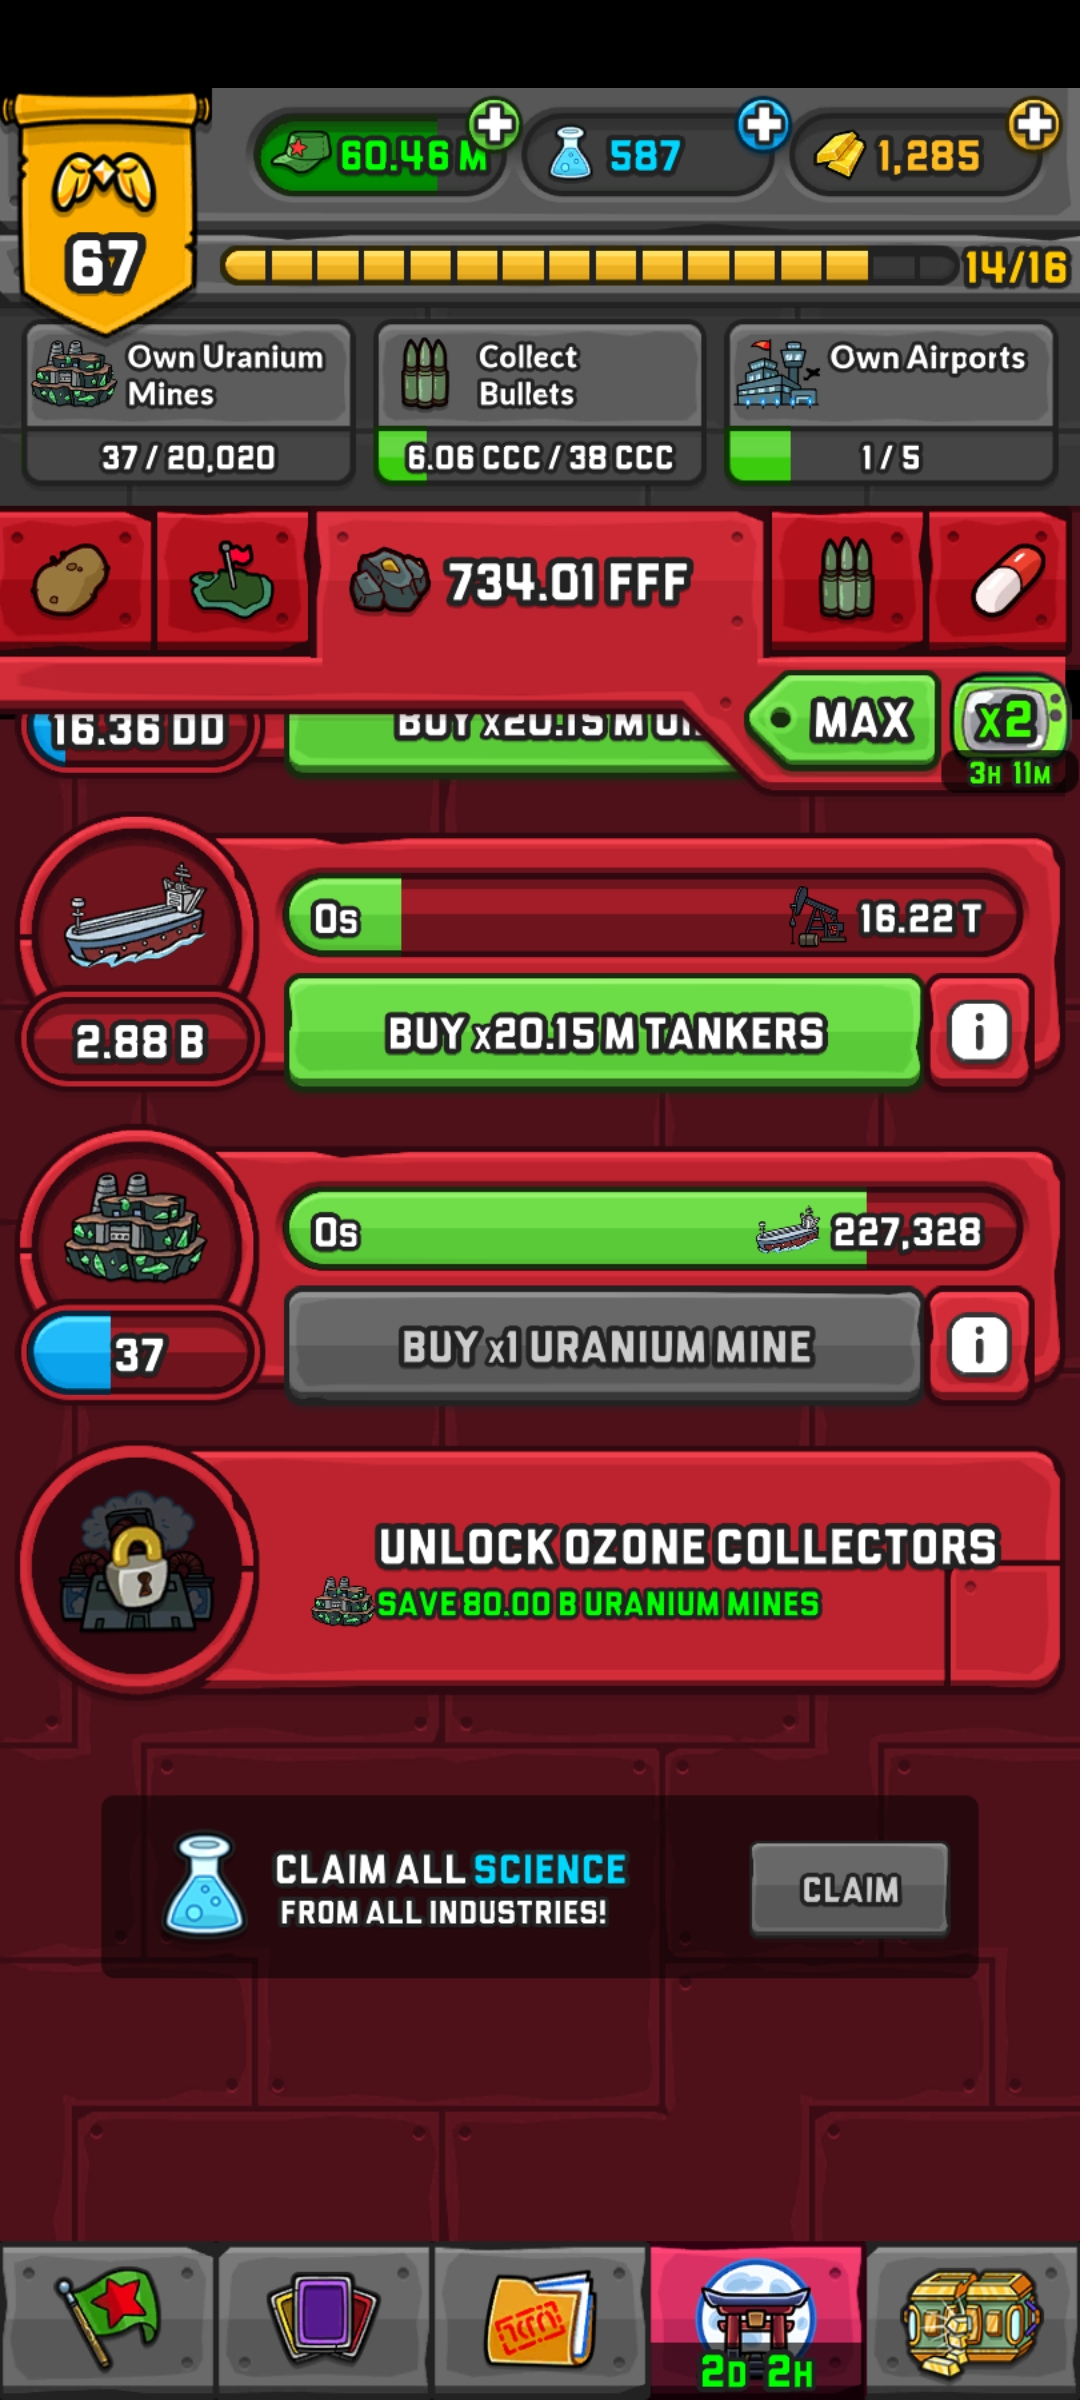 60.46 M
587
1,285
67
14/16
Own Uranium
Mines
37 / 20,020
Collect
Bullets
6.06 CCC / 38 CCC
Own Airports
1 / 5
734.01 FFF
MAX
x2
3H 11M
16.36 DD
BUY x20.15 M
0s
16.22 T
2.88 B
BUY x20.15 M TANKERS
i
0s
227,328
37
BUY x1 URANIUM MINE
i
UNLOCK OZONE COLLECTORS
SAVE 80.00 B URANIUM MINES
CLAIM ALL SCIENCE
FROM ALL INDUSTRIES!
CLAIM
2D 2H